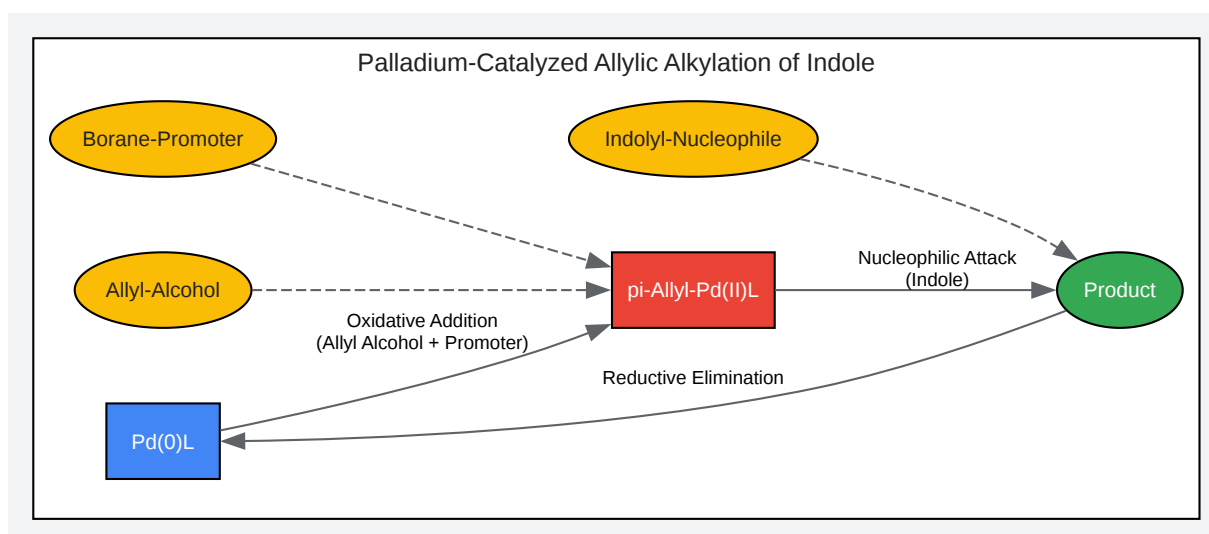 Palladium-Catalyzed Allylic Alkylation of Indole
Borane-Promoter
Indolyl-Nucleophile
Allyl-Alcohol
pi-Allyl-Pd(II)L
Nucleophilic Attack
(Indole)
Product
Oxidative Addition
(Allyl Alcohol + Promoter)
Reductive Elimination
Pd(0)L